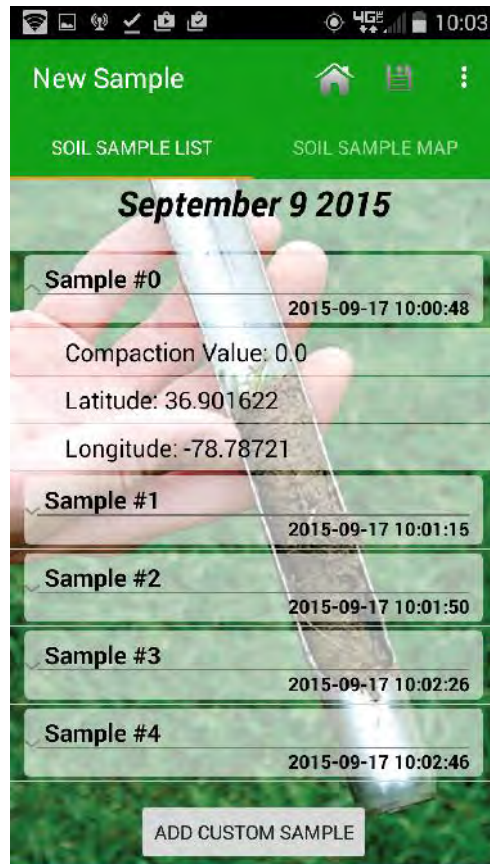 4GE 10:03
New Sample
SOIL SAMPLE LIST SOIL SAMPLE MAP
September 9 2015
Sample #0
2015-09-17 10:00:48
Compaction Value: 0.0
Latitude: 36.901622
Longitude: -78.78721
Sample #1
2015-09-17 10:01:15
Sample #2
2015-09-17 10:01:50
Sample #3
2015-09-17 10:02:26
Sample #4
2015-09-17 10:02:46
ADD CUSTOM SAMPLE